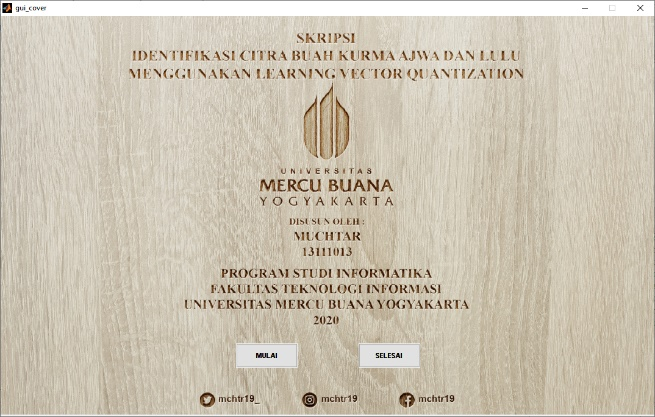 gui_cover
SKRIPSI
IDENTIFIKASI CITRA BUAH KURMA AJWA DAN LULU
MENGGUNAKAN LEARNING VECTOR QUANTIZATION
UNIVERSITAS
MERCU BUANA
YOGYAKARTA
DISUSUN OLEH :
MUCHTAR
13111013
PROGRAM STUDI INFORMATIKA
FAKULTAS TEKNOLOGI INFORMASI
UNIVERSITAS MERCU BUANA YOGYAKARTA
2020
MULAI SELESAI
mchtr19_ mchtr19 mchtr19